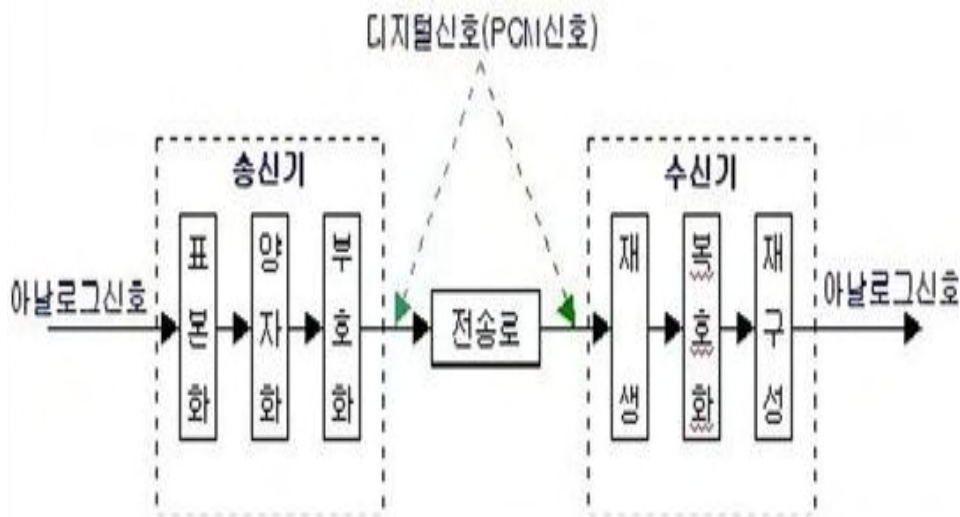 디지털신호(PCM신호)
송신기
수신기
아날로그신호
표본화
양자화
부호화
전송로
재생
복호화
재구성
아날로그신호